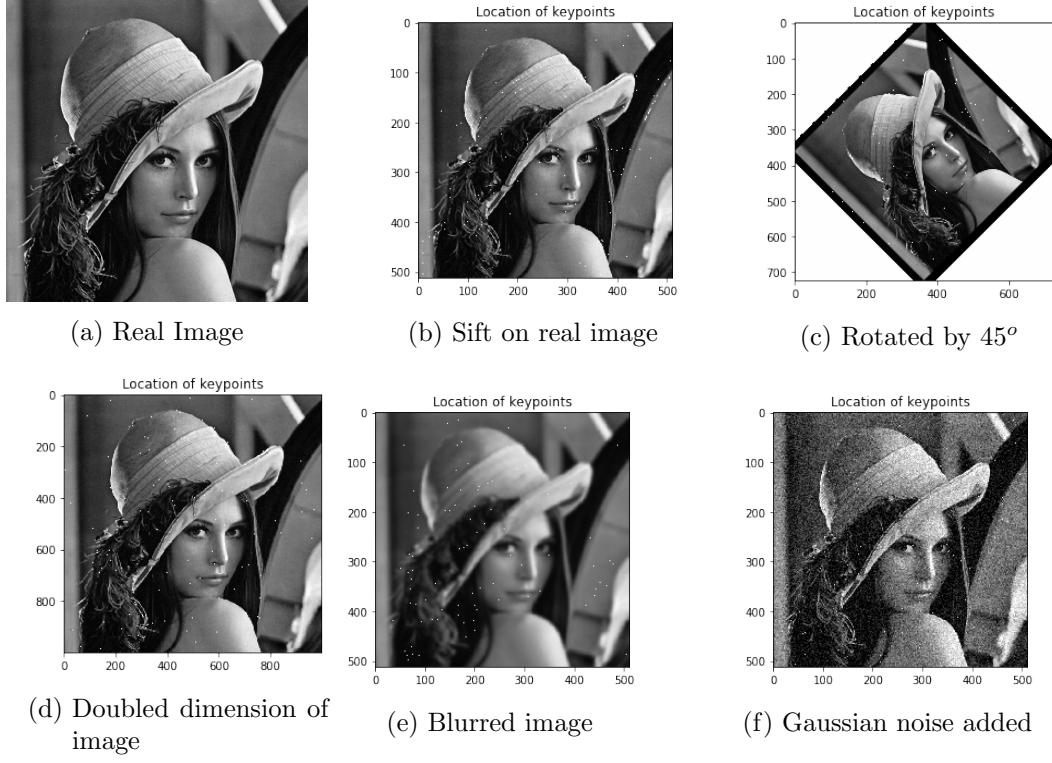 Location of keypoints
0
100
200
300
400
500
0 100 200 300 400 500
Location of keypoints
0
100
200
300
400
500
600
700
0 200 400 600
(a) Real Image
(b) Sift on real image
(c) Rotated by 45°
Location of keypoints
0
200
400
600
800
0 200 400 600 800
Location of keypoints
0
100
200
300
400
500
0 100 200 300 400 500
Location of keypoints
0
100
200
300
400
500
0 100 200 300 400 500
(d) Doubled dimension of
image
(e) Blurred image
(f) Gaussian noise added